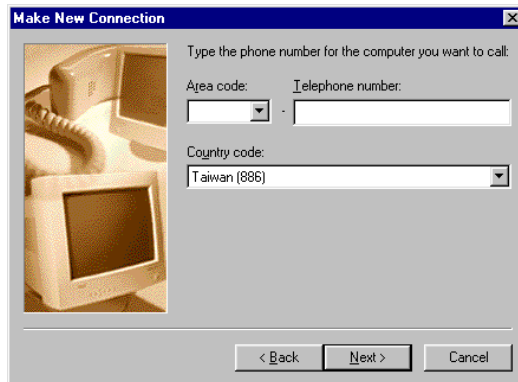 Make New Connection
Type the phone number for the computer you want to call:
Area code:
Telephone number:
-
Country code:
Taiwan (886)
< Back
Next >
Cancel